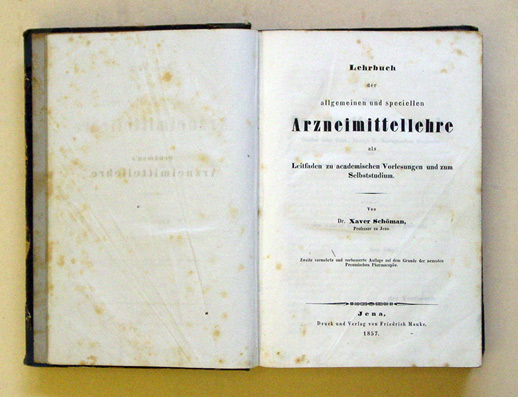 Lehrbuch
der
allgemeinen und speciellen
Arzneimittellehre
als
Leitfaden zu academischen Vorlesungen und zum
Selbststudium.
Von
Dr. Xaver Schöman,
Professor zu Jena.
Zweite vermehrte und verbesserte Auflage auf dem Grunde der neuesten
Preussischen Pharmacopöe.
Jena,
Druck und Verlag von Friedrich Mauke.
1857.